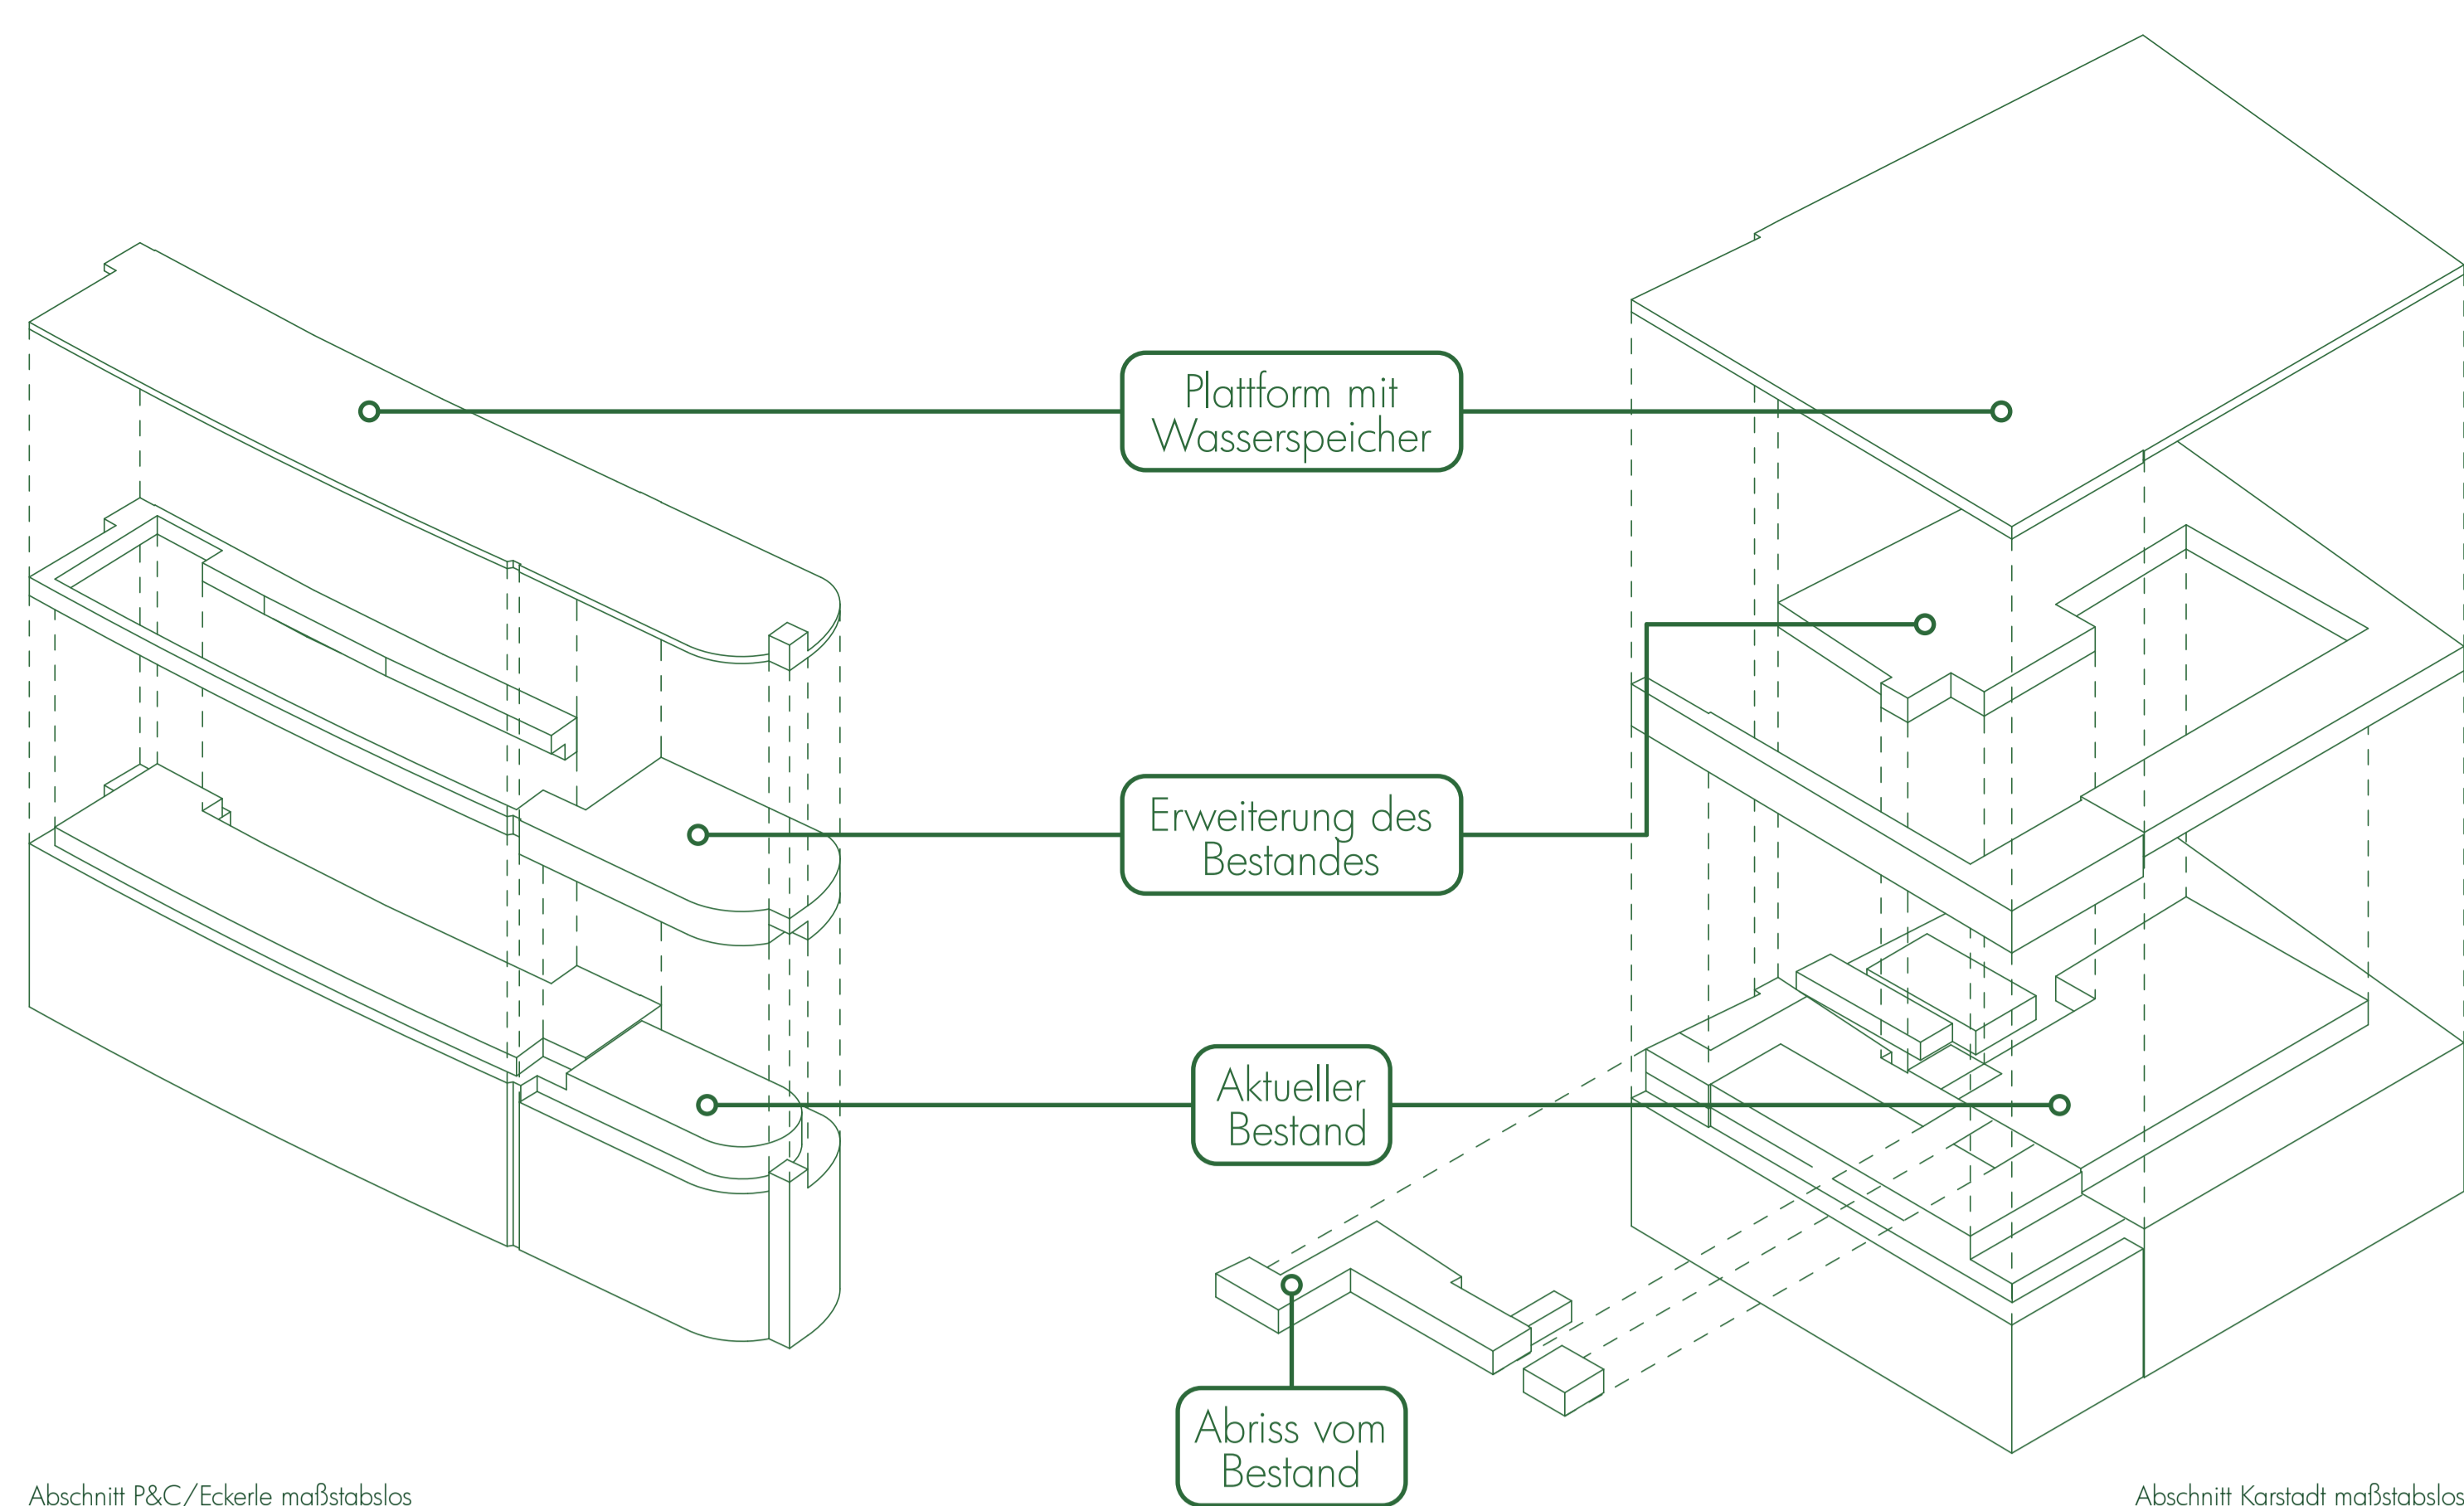 Plattform mit
Wasserspeicher
Erweiterung des
Bestandes
Aktueller
Bestand
Abriss vom
Bestand
Abschnitt P&C/Eckerle maßstabslos
Abschnitt Karstadt maßstabslos